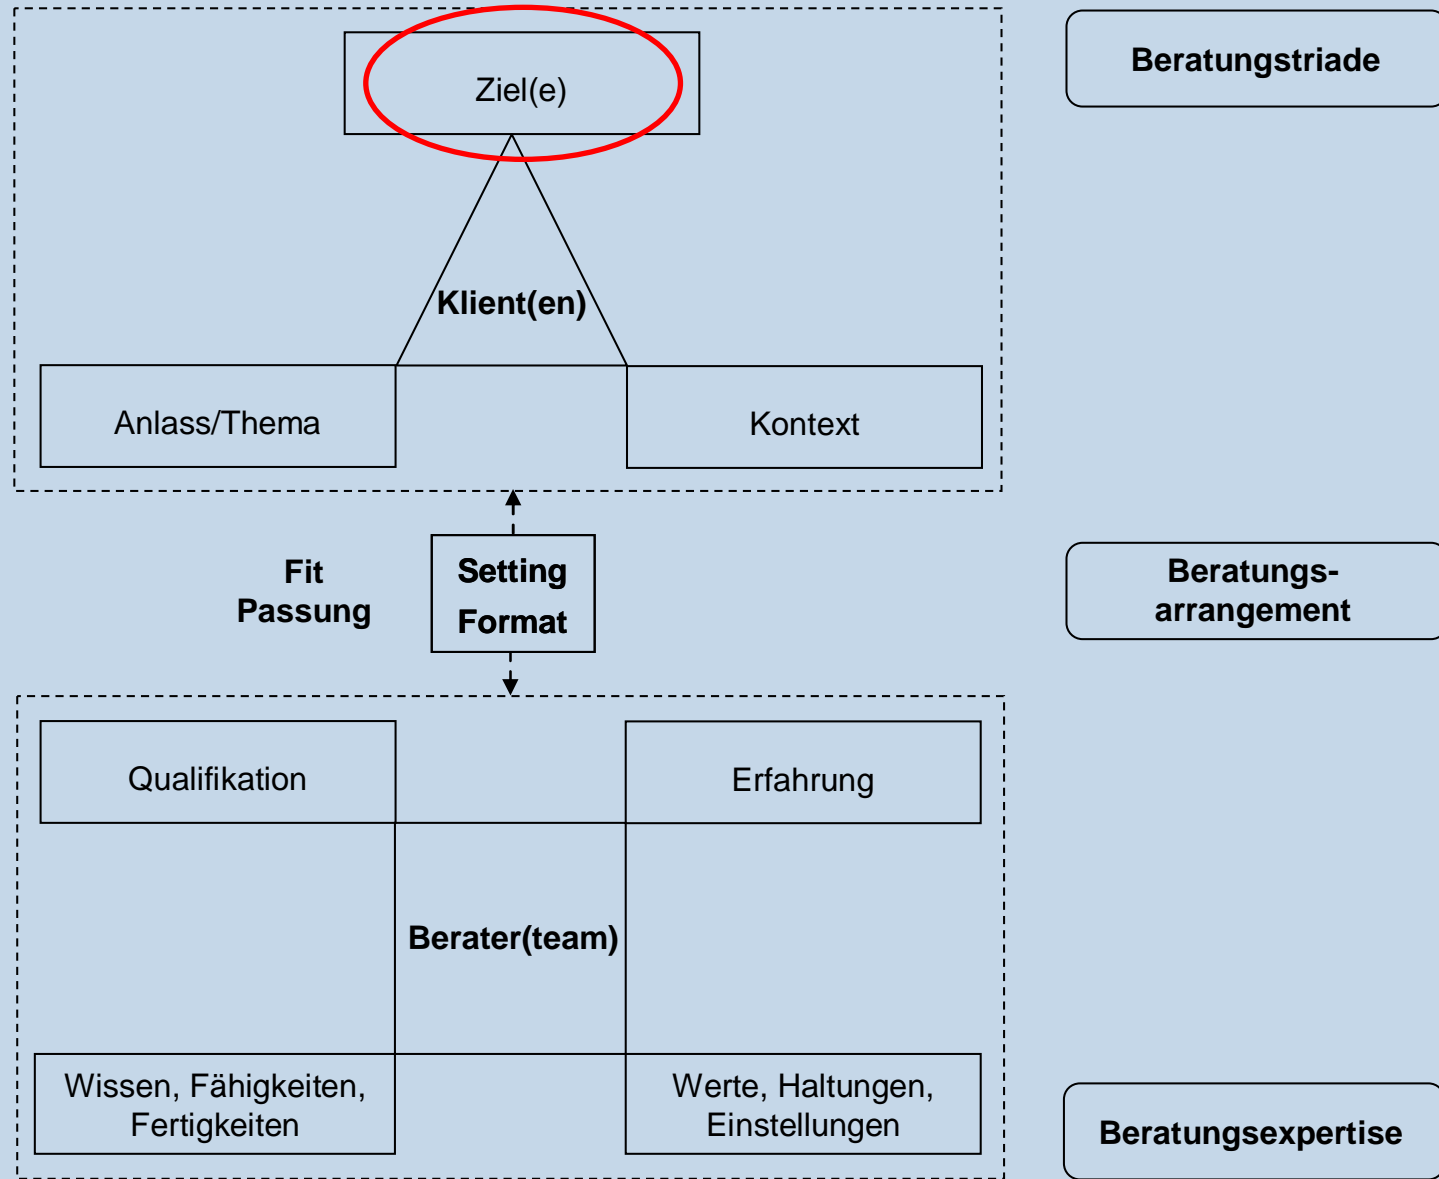 Ziel(e)
Beratungstriade
Klient(en)
Anlass/Thema
Kontext
Fit
Passung
Setting
Format
Beratungs-
arrangement
Qualifikation
Erfahrung
Berater(team)
Wissen, Fähigkeiten,
Fertigkeiten
Werte, Haltungen,
Einstellungen
Beratungsexpertise